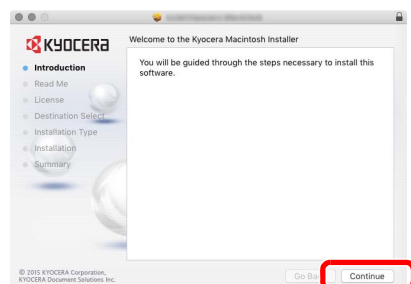 KYOCERA
Welcome to the Kyocera Macintosh Installer
Introduction
Read Me
License
Destination Select
Installation Type
Installation
Summary
You will be guided through the steps necessary to install this
software.
© 2015 KYOCERA Corporation,
KYOCERA Document Solutions Inc.
Go
Continue